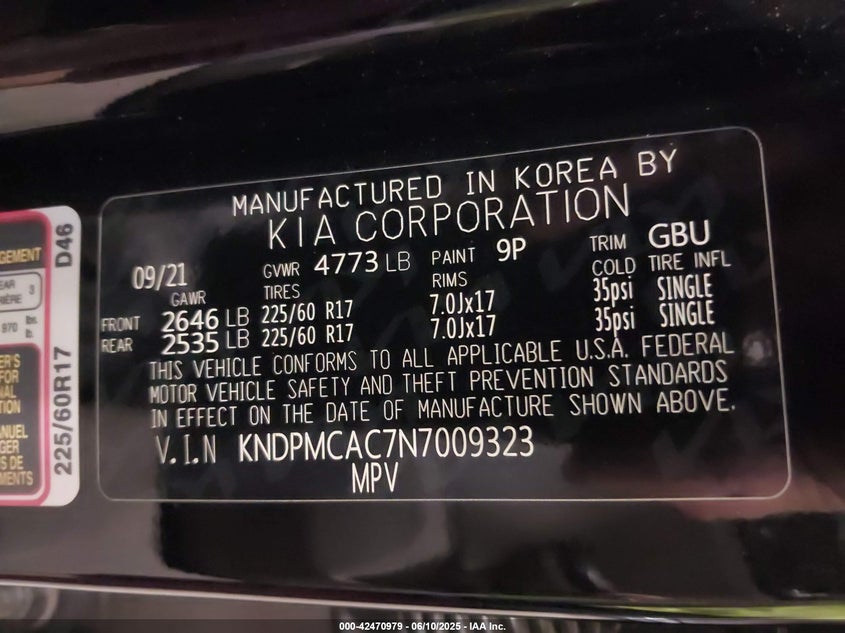 MANUFACTURED IN KOREA BY
KIA CORPORATION
09/21 GVWR 4773 LB PAINT 9P TRIM GBU
GAWR TIRES RIMS COLD TIRE INFL
FRONT 2646 LB 225/60 R17 7.0Jx17 35psi SINGLE
REAR 2535 LB 225/60 R17 7.0Jx17 35psi SINGLE
THIS VEHICLE CONFORMS TO ALL APPLICABLE U.S.A. FEDERAL
MOTOR VEHICLE SAFETY AND THEFT PREVENTION STANDARDS
IN EFFECT ON THE DATE OF MANUFACTURE SHOWN ABOVE.
V.I.N KNDPMCAC7N7009323
MPV
3
970 lbs.
225/60R17 D46
000-42470979 - 06/10/2025 - IAA Inc.